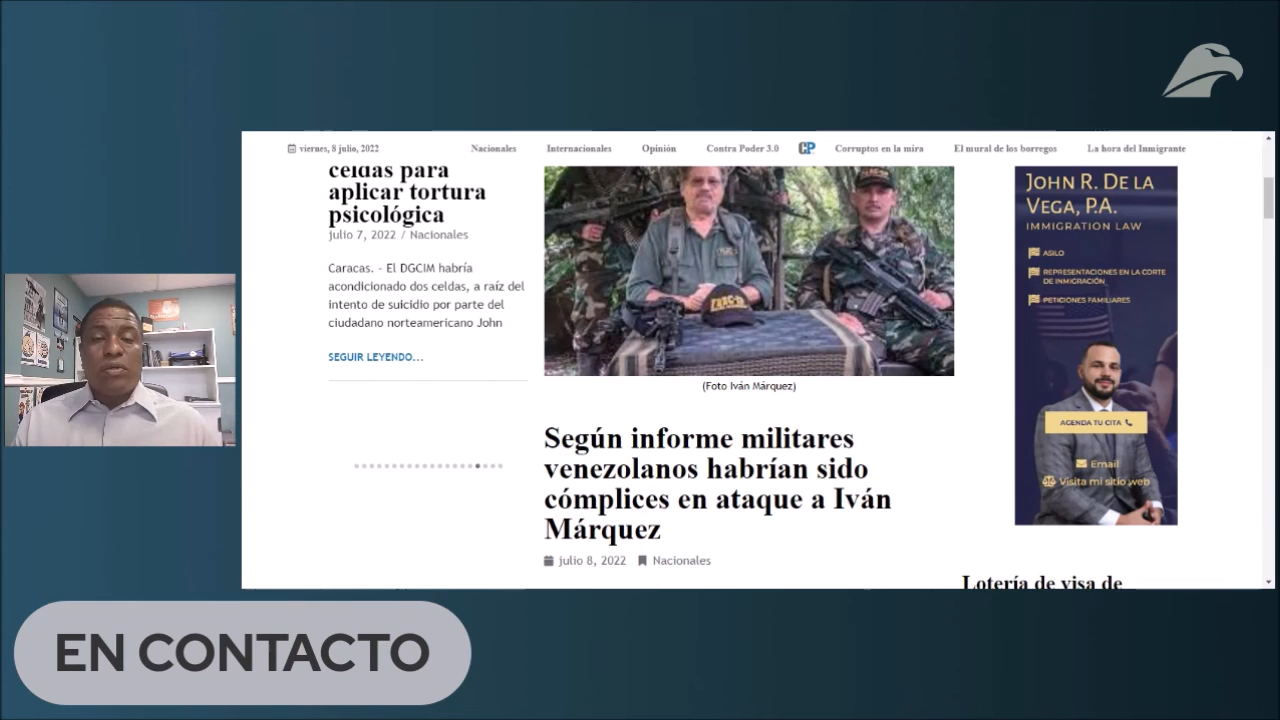 viernes, 8 julio, 2022
Nacionales
Internacionales
Opinión
Contra Poder 3.0
CP
Corruptos en la mira
El mural de los borregos
La hora del Inmigrante
celdas para
aplicar tortura
psicológica
julio 7, 2022 / Nacionales
Caracas. - El DGCIM habría
acondicionado dos celdas, a raíz del
intento de suicidio por parte del
ciudadano norteamericano John
SEGUIR LEYENDO...
(Foto Iván Márquez)
Según informe militares
venezolanos habrían sido
cómplices en ataque a Iván
Márquez
julio 8, 2022 Nacionales
JOHN R. DE LA
VEGA, P.A.
IMMIGRATION LAW
ASILO
REPRESENTACIONES EN LA CORTE
DE INMIGRACIÓN
PETICIONES FAMILIARES
AGENDA TU CITA
Email
Visita mi sitio web
Lotería de visa de
EN CONTACTO